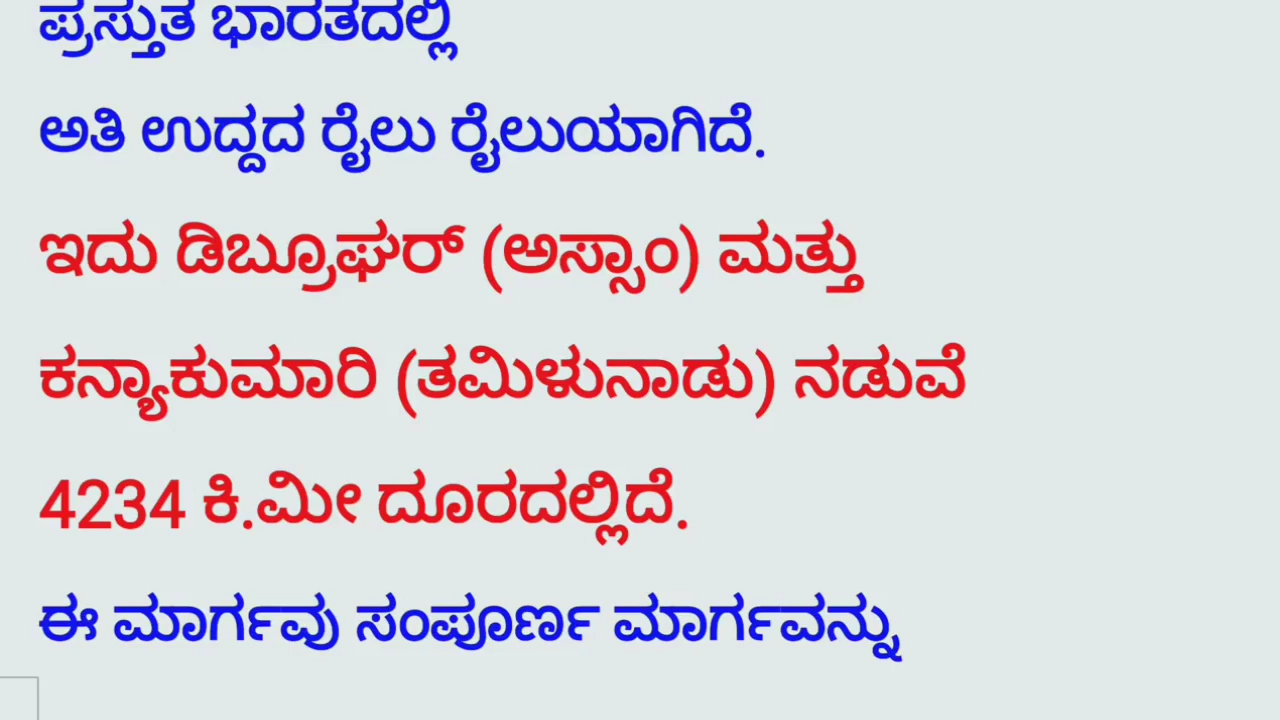 ಪ್ರಸ್ತುತ ಭಾರತದಲ್ಲಿ
ಅತಿ ಉದ್ದದ ರೈಲು ರೈಲುಯಾಗಿದೆ.
ಇದು ಡಿಬ್ರೂಘರ್ (ಅಸ್ಸಾಂ) ಮತ್ತು
ಕನ್ಯಾಕುಮಾರಿ (ತಮಿಳುನಾಡು) ನಡುವೆ
4234 ಕಿ.ಮೀ ದೂರದಲ್ಲಿದೆ.
ಈ ಮಾರ್ಗವು ಸಂಪೂರ್ಣ ಮಾರ್ಗವನ್ನು